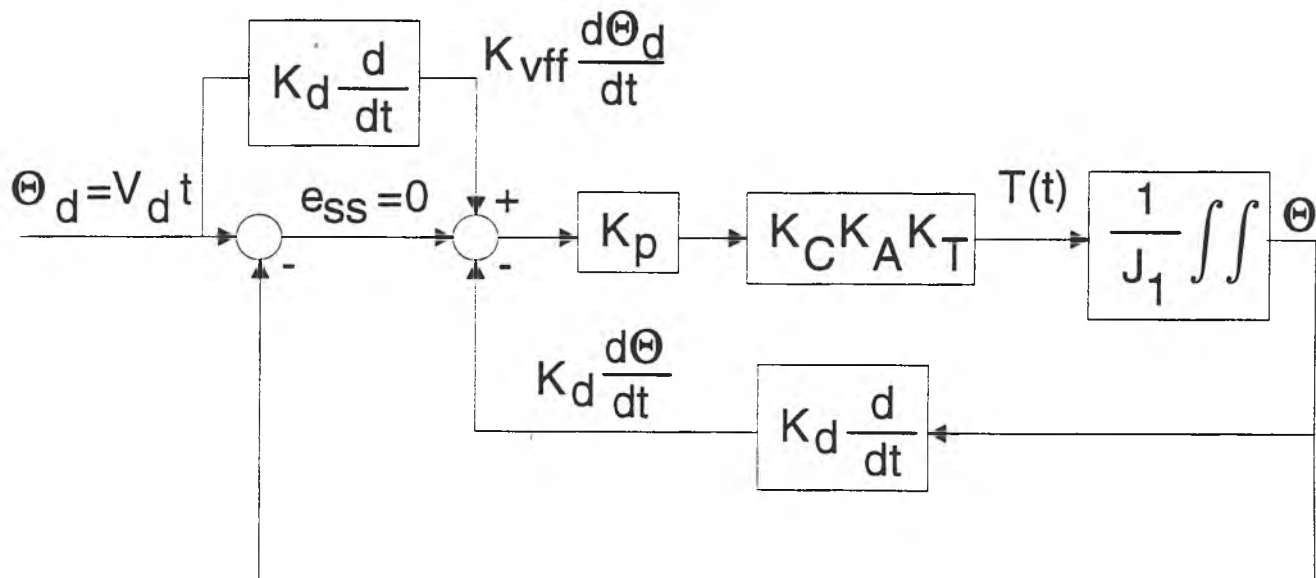 K_d d/dt
K_vff dΘ_d/dt
Θ_d=V_d t
-
e_ss=0
+
-
K_p
K_C K_A K_T
T(t)
1/J_1 ∫∫
Θ
K_d dΘ/dt
K_d d/dt